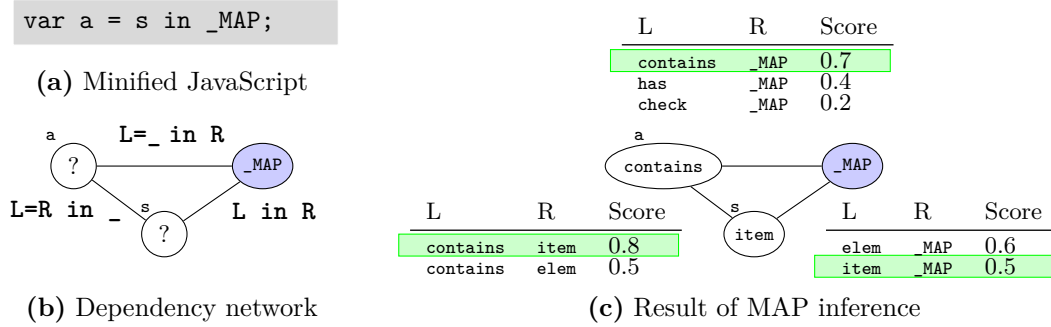 var a = s in _MAP;
(a) Minified JavaScript
a
L=_ in R
?
_MAP
L=R in _
s
L in R
?
(b) Dependency network
L R Score
contains _MAP 0.7
has _MAP 0.4
check _MAP 0.2
a
contains
_MAP
s
item
L R Score
contains item 0.8
contains elem 0.5
L R Score
elem _MAP 0.6
item _MAP 0.5
(c) Result of MAP inference